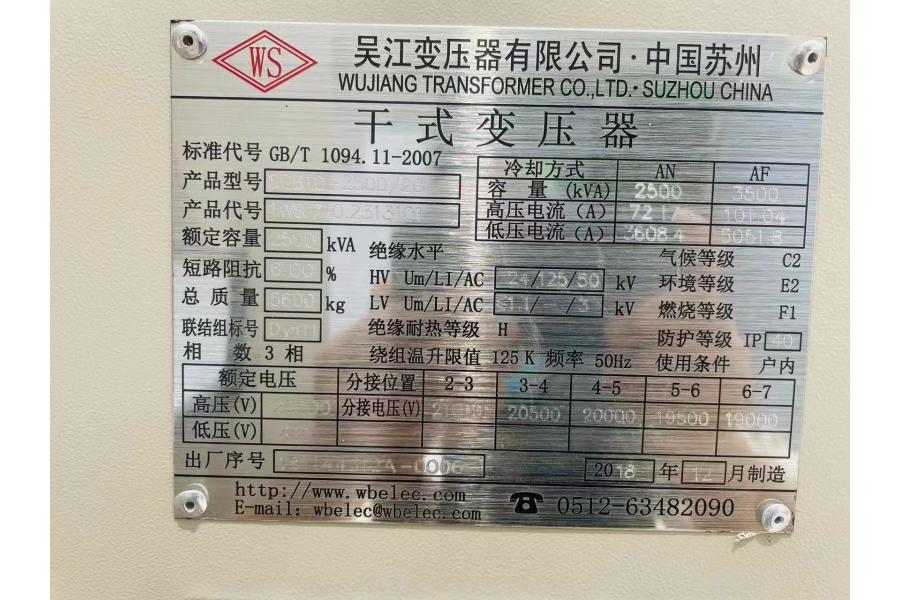 WS
吴江变压器有限公司·中国苏州
WUJIANG TRANSFORMER CO.,LTD.·SUZHOU CHINA
干式变压器
标准代号 GB/T 1094.11-2007
产品型号
产品代号
额定容量 2500 kVA
短路阻抗 6.00 %
总质量 5600 kg
联结组标号 Dyn11
相数 3 相
冷却方式 AN AF
容量(kVA) 2500 3500
高压电流(A) 72.17 101.04
低压电流(A) 3608.4 5051.8
绝缘水平
HV Um/LI/AC 24/125/50 kV
LV Um/LI/AC kV
绝缘耐热等级 H
绕组温升限值 125 K 频率 50Hz
气候等级 C2
环境等级 E2
燃烧等级 F1
防护等级 IP 40
使用条件 户内
额定电压 分接位置 2-3 3-4 4-5 5-6 6-7
高压(V) 分接电压(V) 20500 20000 19500 19000
低压(V)
出厂序号
2018 年 12 月制造
http://www.wbelec.com
E-mail: wbelec@wbelec.com
☎ 0512-63482090